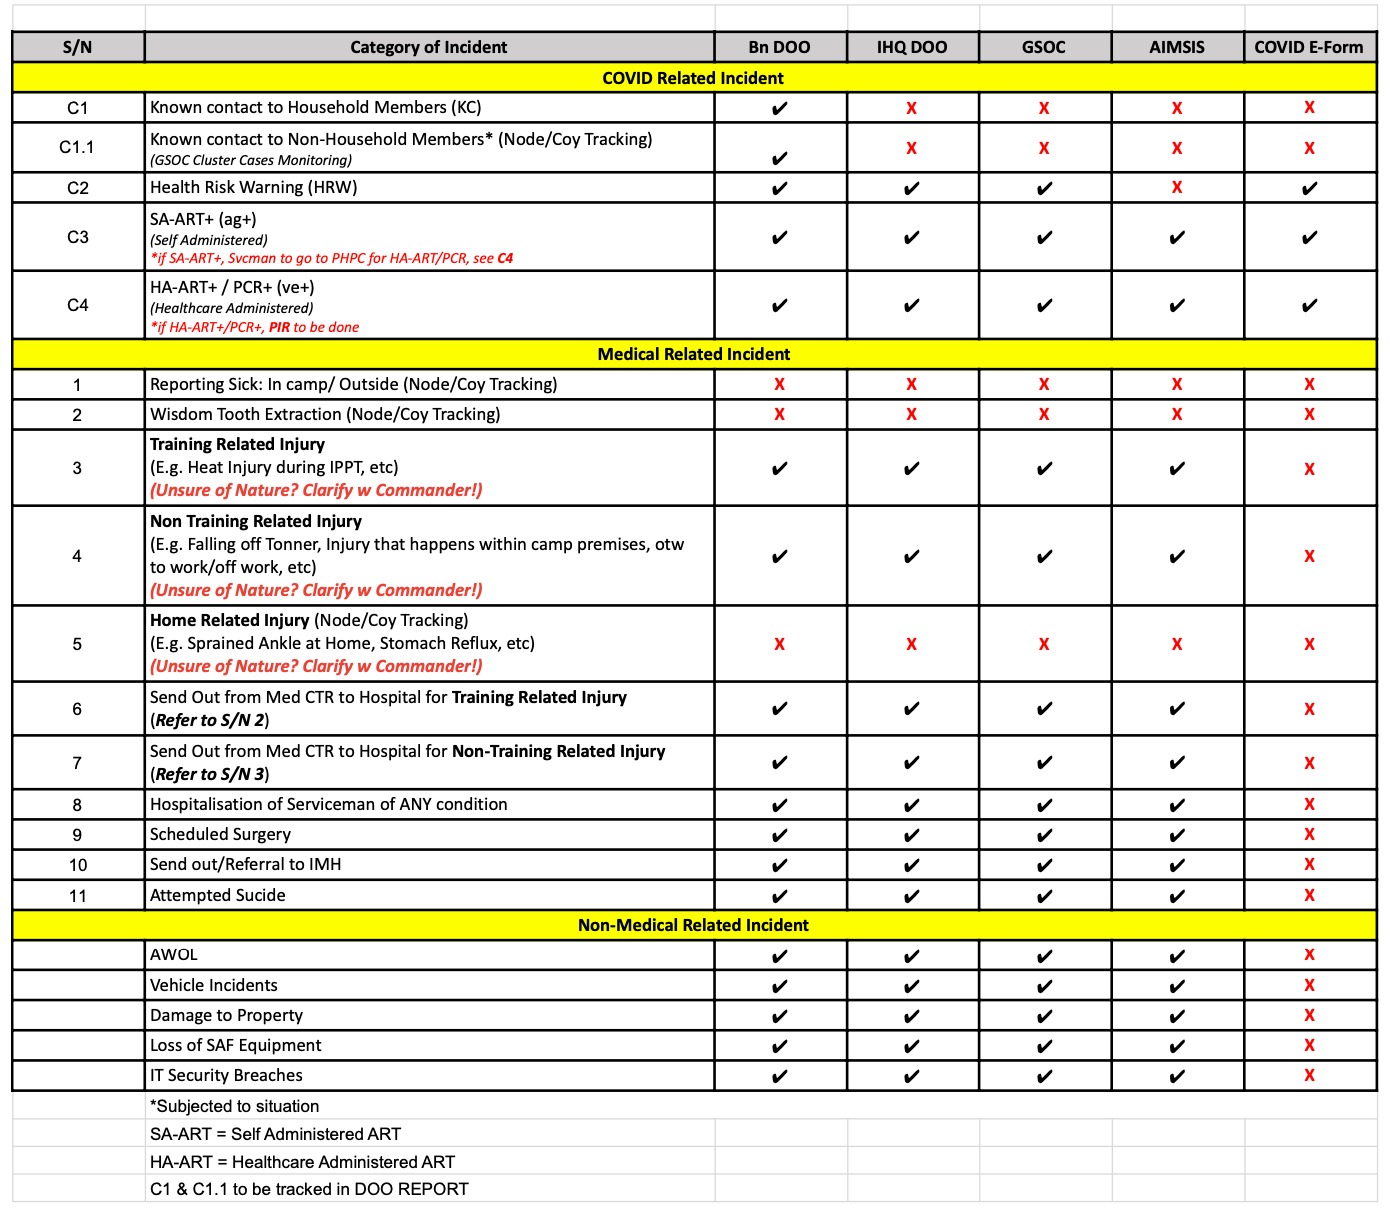 S/N Category of Incident Bn DOO IHQ DOO GSOC AIMSIS COVID E-Form
COVID Related Incident
C1 Known contact to Household Members (KC) ✔ X X X X
C1.1 Known contact to Non-Household Members* (Node/Coy Tracking)
(GSOC Cluster Cases Monitoring) ✔ X X X X
C2 Health Risk Warning (HRW) ✔ ✔ ✔ X ✔
C3 SA-ART+ (ag+)
(Self Administered) ✔ ✔ ✔ ✔ ✔
*if SA-ART+, Svcman to go to PHPC for HA-ART/PCR, see C4
C4 HA-ART+ / PCR+ (ve+)
(Healthcare Administered) ✔ ✔ ✔ ✔ ✔
*if HA-ART+/PCR+, PIR to be done
Medical Related Incident
1 Reporting Sick: In camp/ Outside (Node/Coy Tracking) X X X X X
2 Wisdom Tooth Extraction (Node/Coy Tracking) X X X X X
3 Training Related Injury
(E.g. Heat Injury during IPPT, etc) ✔ ✔ ✔ ✔ X
(Unsure of Nature? Clarify w Commander!)
4 Non Training Related Injury
(E.g. Falling off Tonner, Injury that happens within camp premises, otw
to work/off work, etc) ✔ ✔ ✔ ✔ X
(Unsure of Nature? Clarify w Commander!)
5 Home Related Injury (Node/Coy Tracking)
(E.g. Sprained Ankle at Home, Stomach Reflux, etc) X X X X X
(Unsure of Nature? Clarify w Commander!)
6 Send Out from Med CTR to Hospital for Training Related Injury
(Refer to S/N 2) ✔ ✔ ✔ ✔ X
7 Send Out from Med CTR to Hospital for Non-Training Related Injury
(Refer to S/N 3) ✔ ✔ ✔ ✔ X
8 Hospitalisation of Serviceman of ANY condition ✔ ✔ ✔ ✔ X
9 Scheduled Surgery ✔ ✔ ✔ ✔ X
10 Send out/Referral to IMH ✔ ✔ ✔ ✔ X
11 Attempted Sucide ✔ ✔ ✔ ✔ X
Non-Medical Related Incident
AWOL ✔ ✔ ✔ ✔ X
Vehicle Incidents ✔ ✔ ✔ ✔ X
Damage to Property ✔ ✔ ✔ ✔ X
Loss of SAF Equipment ✔ ✔ ✔ ✔ X
IT Security Breaches ✔ ✔ ✔ ✔ X
*Subjected to situation
SA-ART = Self Administered ART
HA-ART = Healthcare Administered ART
C1 & C1.1 to be tracked in DOO REPORT